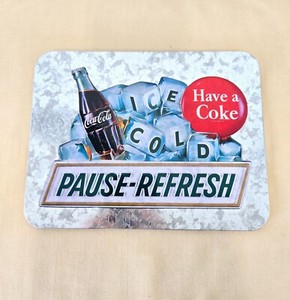 Have a
Coke
ICE
COLD
Coca-Cola
PAUSE-REFRESH